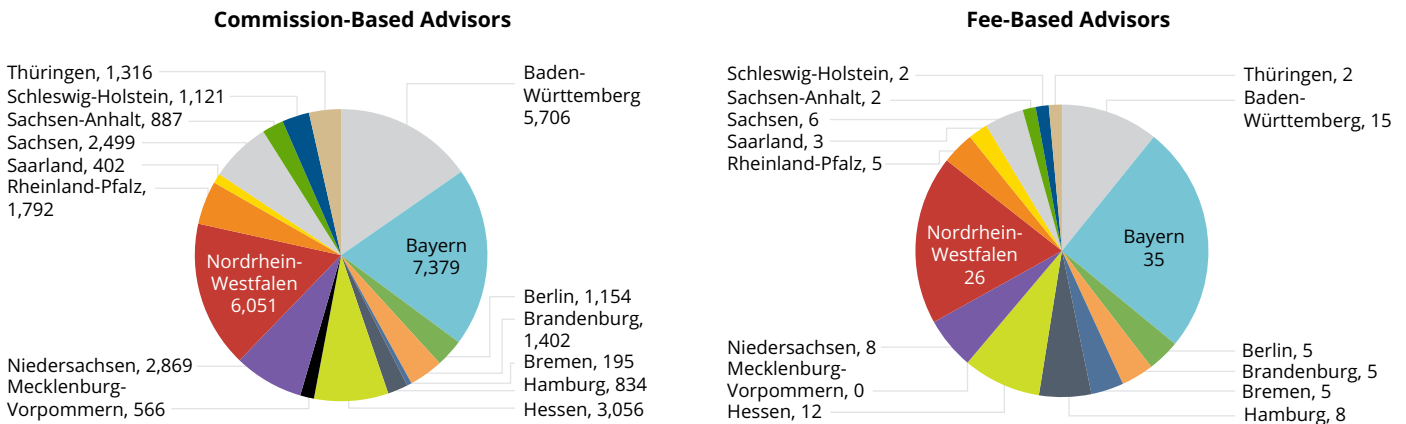 Commission-Based Advisors
Thüringen, 1,316
Schleswig-Holstein, 1,121
Sachsen-Anhalt, 887
Sachsen, 2,499
Saarland, 402
Rheinland-Pfalz,
1,792
Nordrhein-
Westfalen
6,051
Niedersachsen, 2,869
Mecklenburg-
Vorpommern, 566
Baden-
Württemberg
5,706
Bayern
7,379
Berlin, 1,154
Brandenburg,
1,402
Bremen, 195
Hamburg, 834
Hessen, 3,056
Fee-Based Advisors
Schleswig-Holstein, 2
Sachsen-Anhalt, 2
Sachsen, 6
Saarland, 3
Rheinland-Pfalz, 5
Nordrhein-
Westfalen
26
Niedersachsen, 8
Mecklenburg-
Vorpommern, 0
Hessen, 12
Thüringen, 2
Baden-
Württemberg, 15
Bayern
35
Berlin, 5
Brandenburg, 5
Bremen, 5
Hamburg, 8